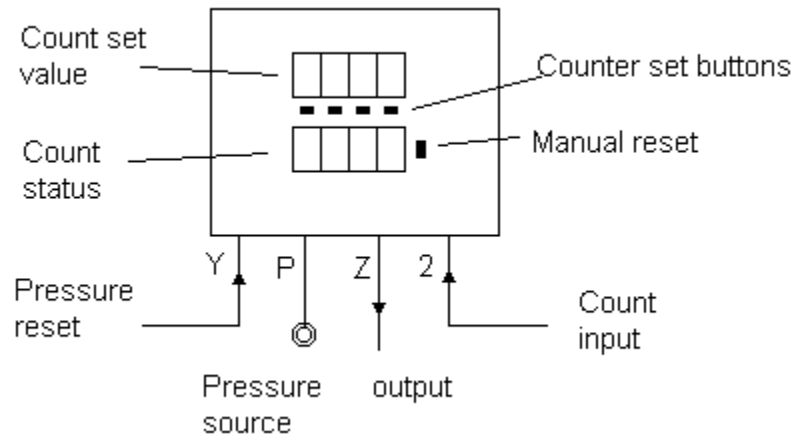 Count set
value
Counter set buttons
Manual reset
Count
status
Y
P
Z
2
Pressure
reset
Count
input
Pressure
source
output